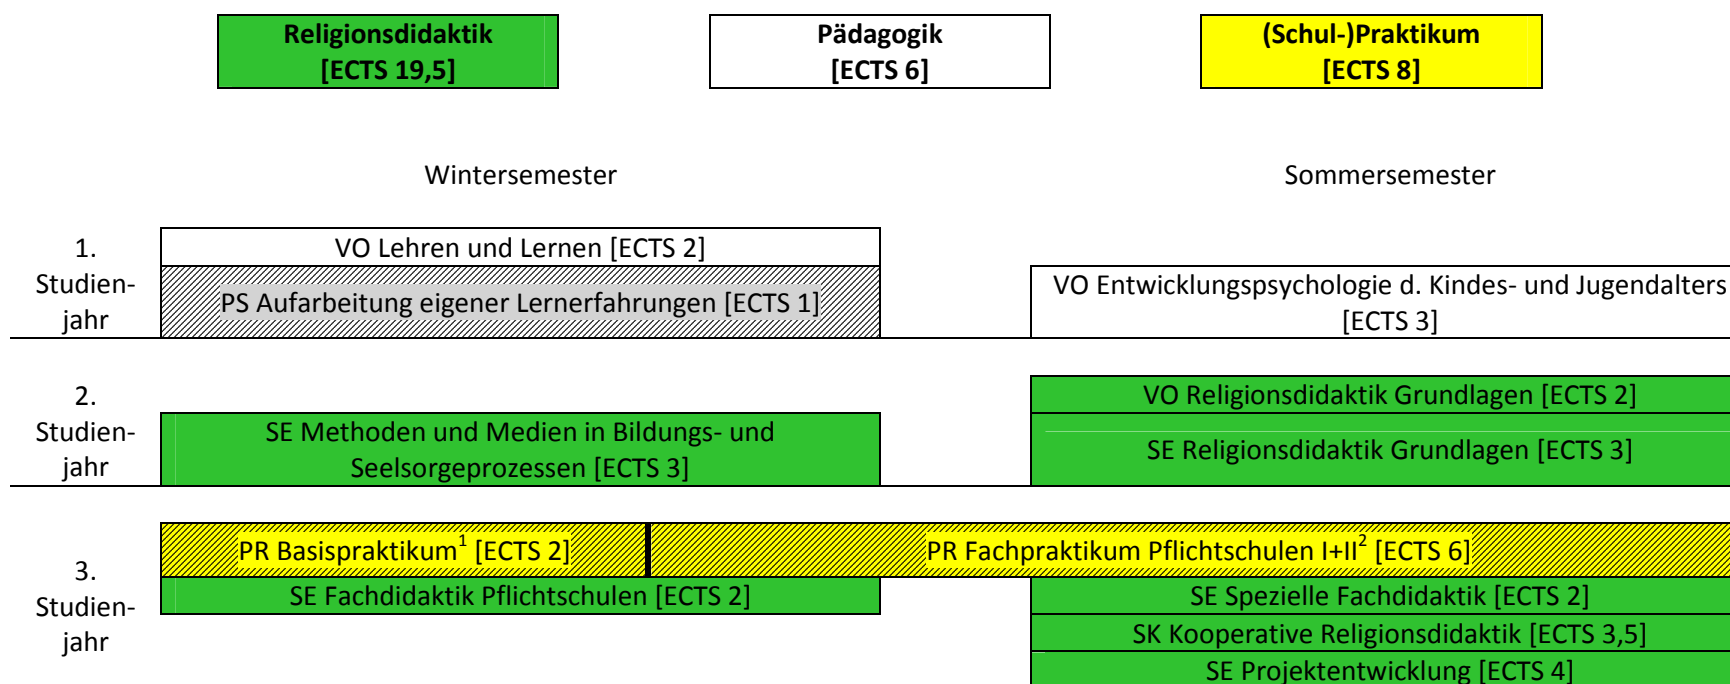 Religionsdidaktik
[ECTS 19,5]
Pädagogik
[ECTS 6]
(Schul-)Praktikum
[ECTS 8]
Wintersemester
Sommersemester
1.
Studien-
jahr
VO Lehren und Lernen [ECTS 2]
PS Aufarbeitung eigener Lernerfahrungen [ECTS 1]
VO Entwicklungspsychologie d. Kindes- und Jugendalters
[ECTS 3]
2.
Studien-
jahr
SE Methoden und Medien in Bildungs- und
Seelsorgeprozessen [ECTS 3]
VO Religionsdidaktik Grundlagen [ECTS 2]
SE Religionsdidaktik Grundlagen [ECTS 3]
3.
Studien-
jahr
PR Basispraktikum¹ [ECTS 2]
PR Fachpraktikum Pflichtschulen I+II² [ECTS 6]
SE Fachdidaktik Pflichtschulen [ECTS 2]
SE Spezielle Fachdidaktik [ECTS 2]
SK Kooperative Religionsdidaktik [ECTS 3,5]
SE Projektentwicklung [ECTS 4]